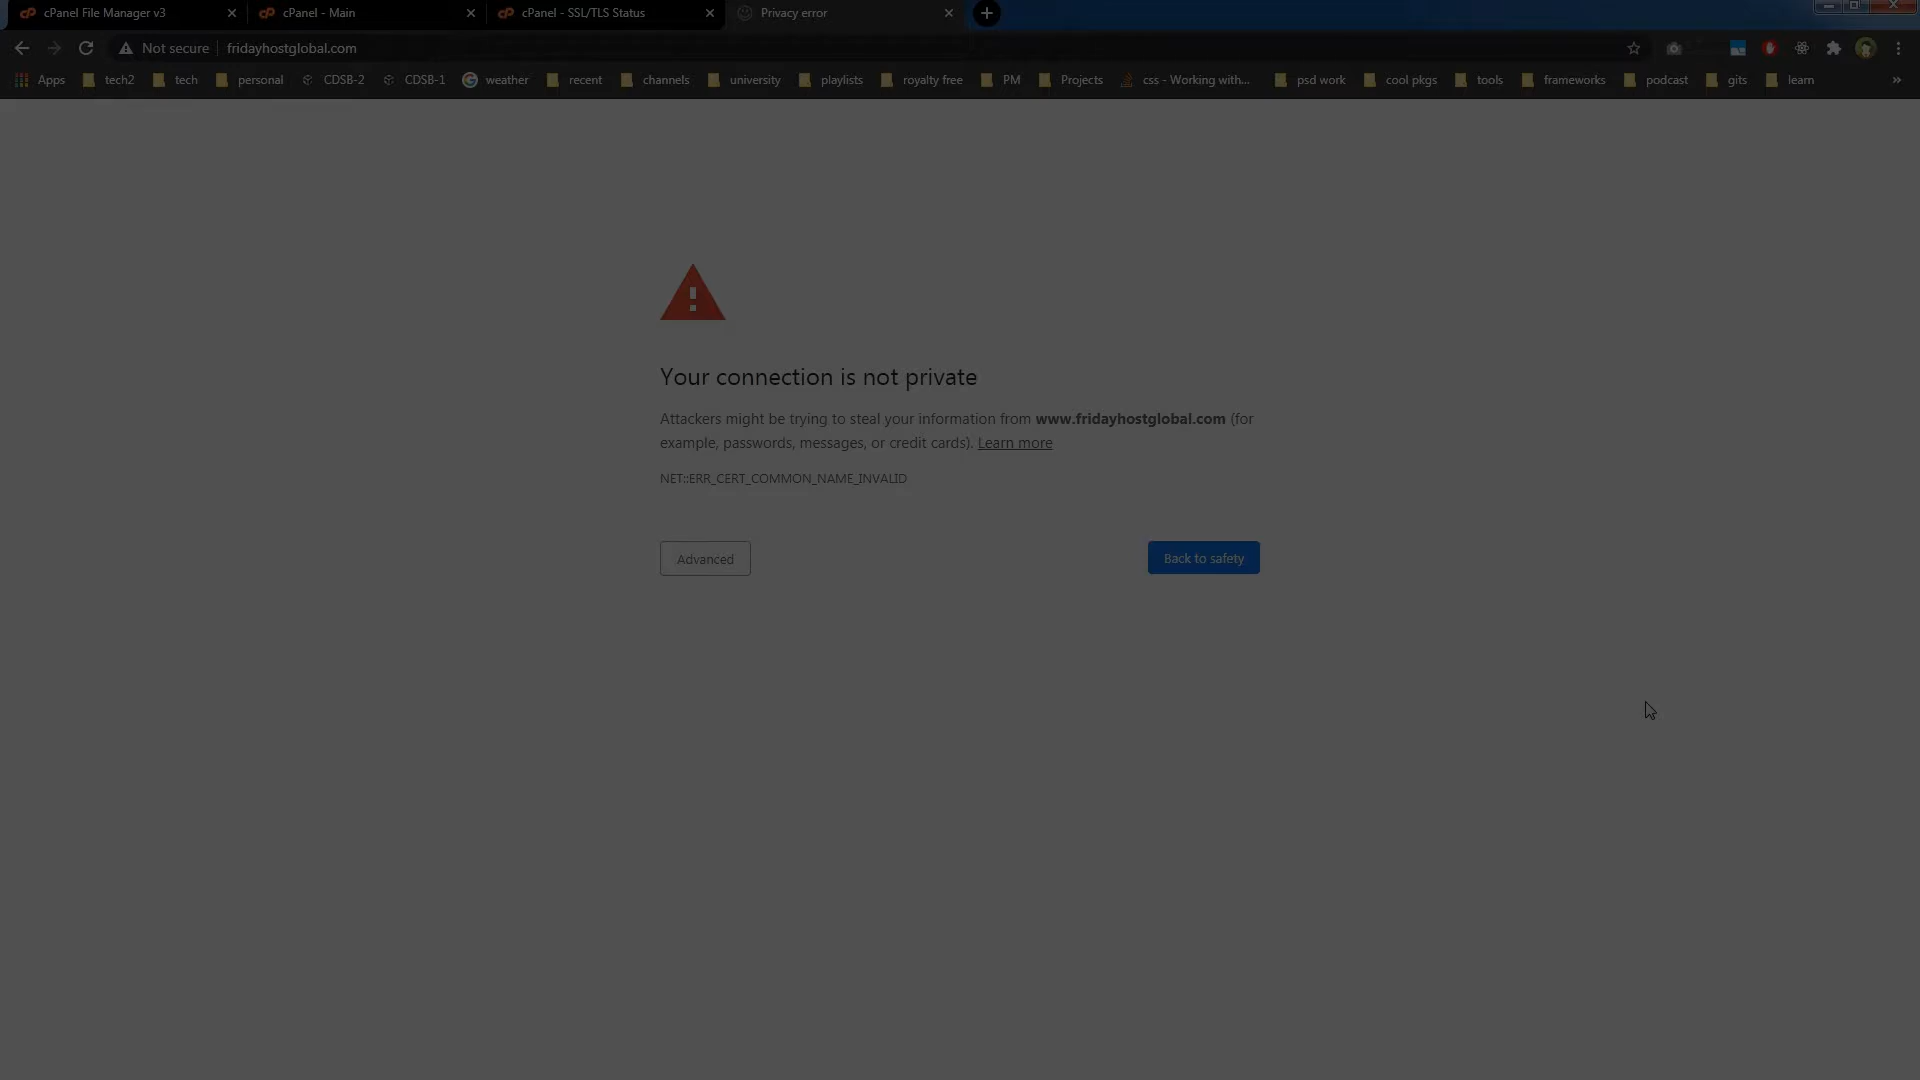 cPanel File Manager v3
cPanel - Main
cPanel - SSL/TLS Status
Privacy error
Not secure
fridayhostglobal.com
Apps
tech2
tech
personal
CDSB-2
CDSB-1
weather
recent
channels
university
playlists
royalty free
PM
Projects
css - Working with...
psd work
cool pkgs
tools
frameworks
podcast
gits
learn
»
Your connection is not private
Attackers might be trying to steal your information from www.fridayhostglobal.com (for
example, passwords, messages, or credit cards). Learn more
NET::ERR_CERT_COMMON_NAME_INVALID
Advanced
Back to safety